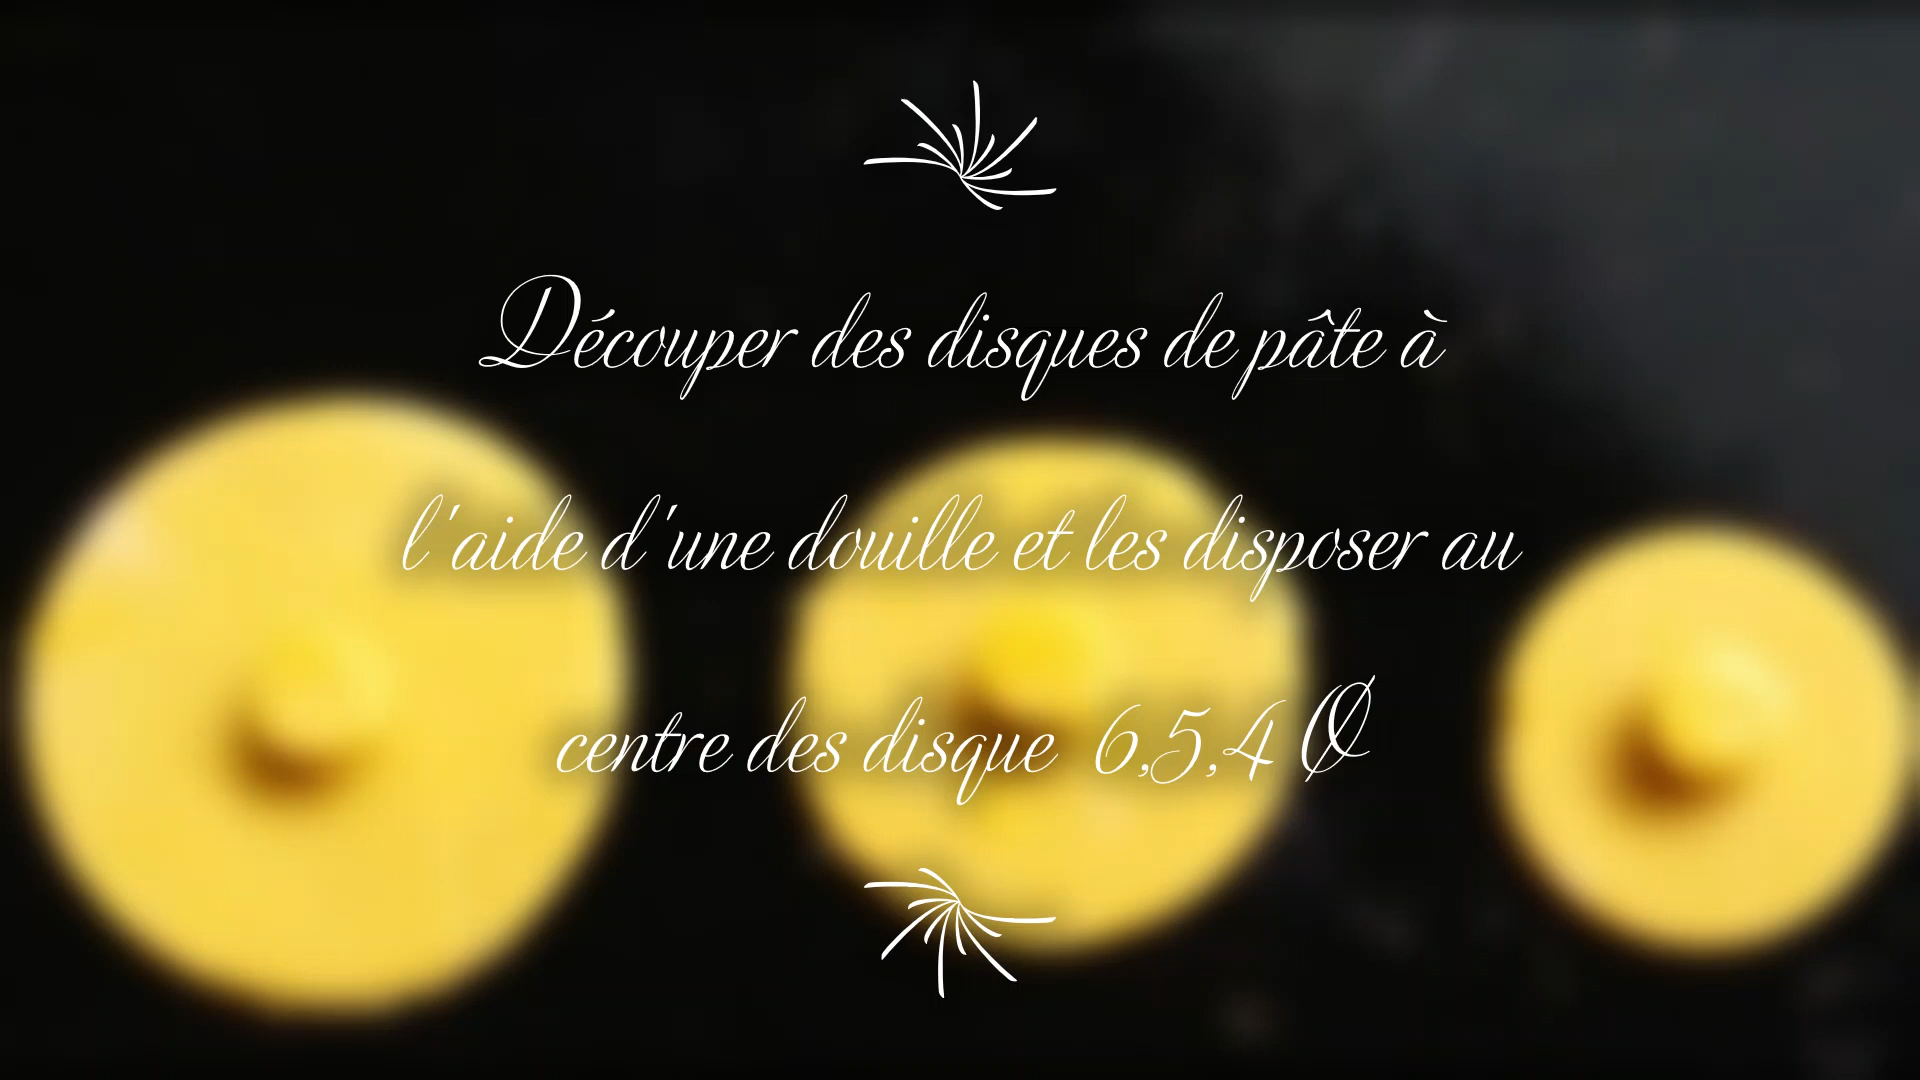 Découper des disques de pâte à
l'aide d'une douille et les disposer au
centre des disque 6,5,4 Ø